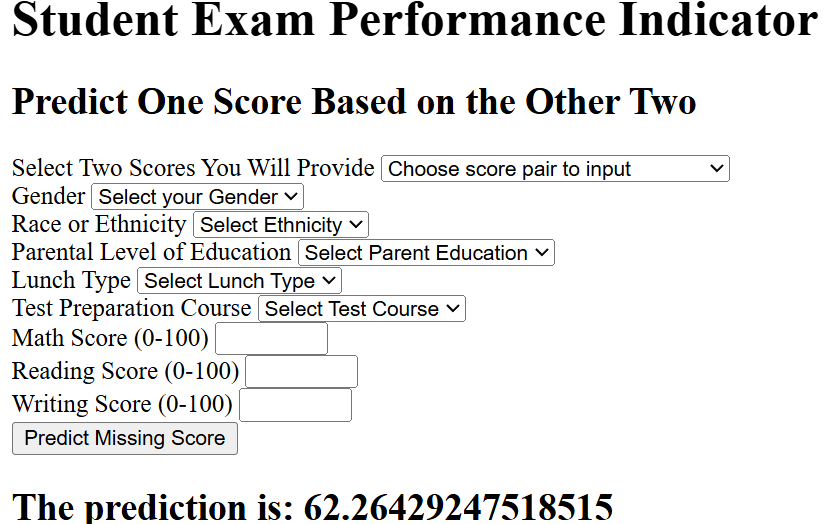 Student Exam Performance Indicator
Predict One Score Based on the Other Two
Select Two Scores You Will Provide Choose score pair to input
Gender Select your Gender
Race or Ethnicity Select Ethnicity
Parental Level of Education Select Parent Education
Lunch Type Select Lunch Type
Test Preparation Course Select Test Course
Math Score (0-100)
Reading Score (0-100)
Writing Score (0-100)
Predict Missing Score
The prediction is: 62.26429247518515